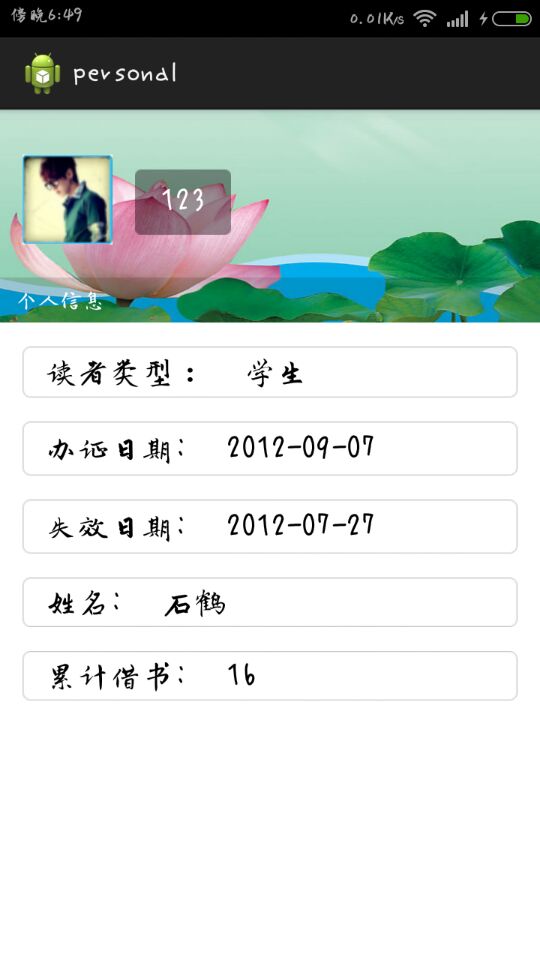 傍晚6:49 0.01K/s
personal
123
个人信息
读者类型： 学生
办证日期： 2012-09-07
失效日期： 2012-07-27
姓名： 石鹤
累计借书： 16